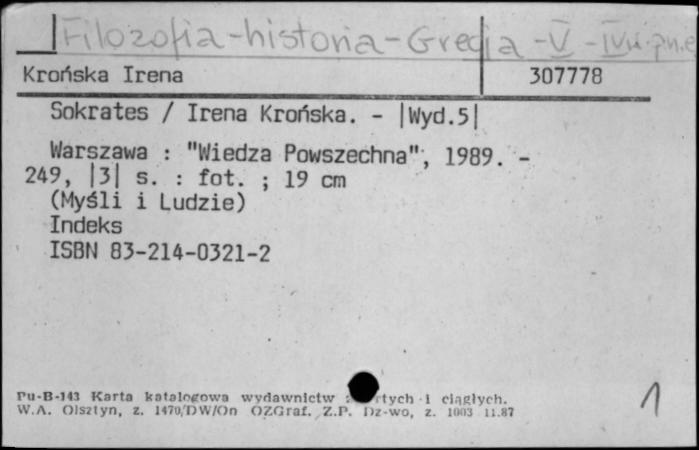 Filozofia-historia-Grecja-V-IVw.p.n.e
Krońska Irena 307778
Sokrates / Irena Krońska. - |Wyd.5|
Warszawa : "Wiedza Powszechna", 1989. -
249, |3| s. : fot. ; 19 cm
(Myśli i Ludzie)
Indeks
ISBN 83-214-0321-2
Pu-B-143 Karta katalogowa wydawnictw rtych i ciągłych.
W.A. Olsztyn, z. 1470/DW/On OZGraf. Z.P. Dz-wo, z. 1003 11.87
1